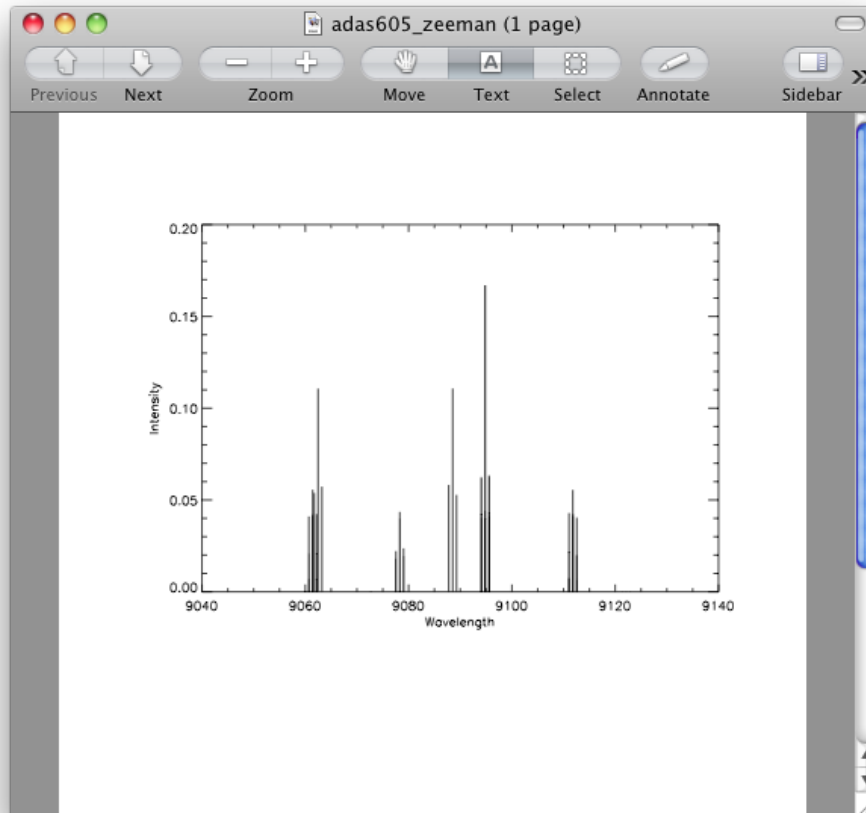 adas605_zeeman (1 page)
Previous Next Zoom Move Text Select Annotate Sidebar »
A
0.20
0.15
0.10
0.05
0.00
Intensity
9040 9060 9080 9100 9120 9140
Wavelength